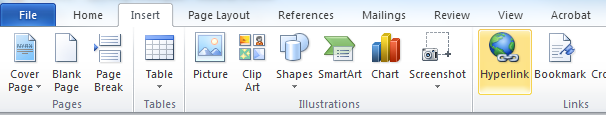 File Home Insert Page Layout References Mailings Review View Acrobat
Cover Page Blank Page Page Break Table Picture Clip Art Shapes SmartArt Chart Screenshot Hyperlink Bookmark
Pages Tables Illustrations Links